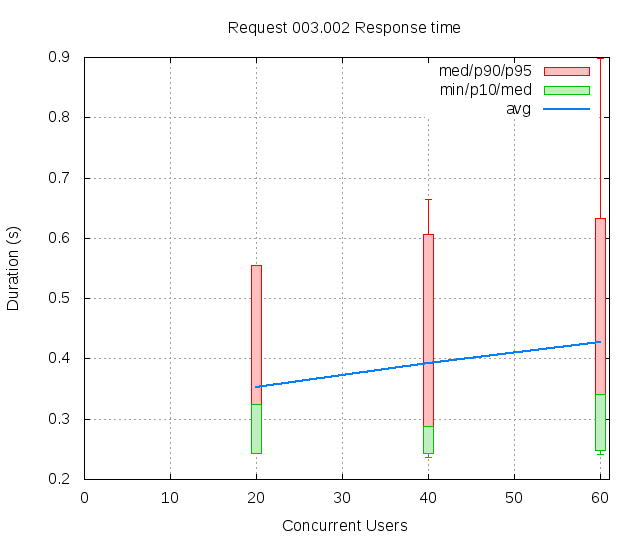 Request 003.002 Response time
med/p90/p95
min/p10/med
avg
0.9
0.8
0.7
0.6
0.5
0.4
0.3
0.2
Duration (s)
0 10 20 30 40 50 60
Concurrent Users